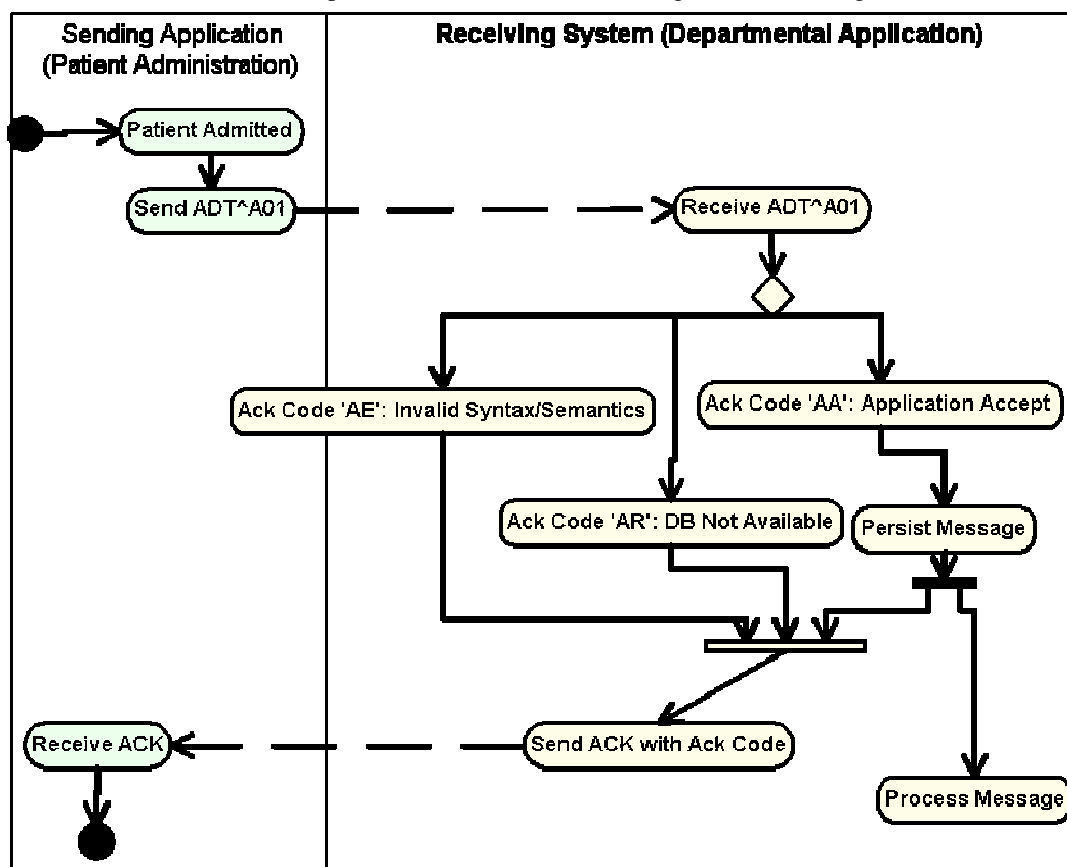 Sending Application
(Patient Administration)
Receiving System (Departmental Application)
Patient Admitted
Send ADT^A01
Receive ADT^A01
Ack Code 'AE': Invalid Syntax/Semantics
Ack Code 'AA': Application Accept
Ack Code 'AR': DB Not Available
Persist Message
Receive ACK
Send ACK with Ack Code
Process Message